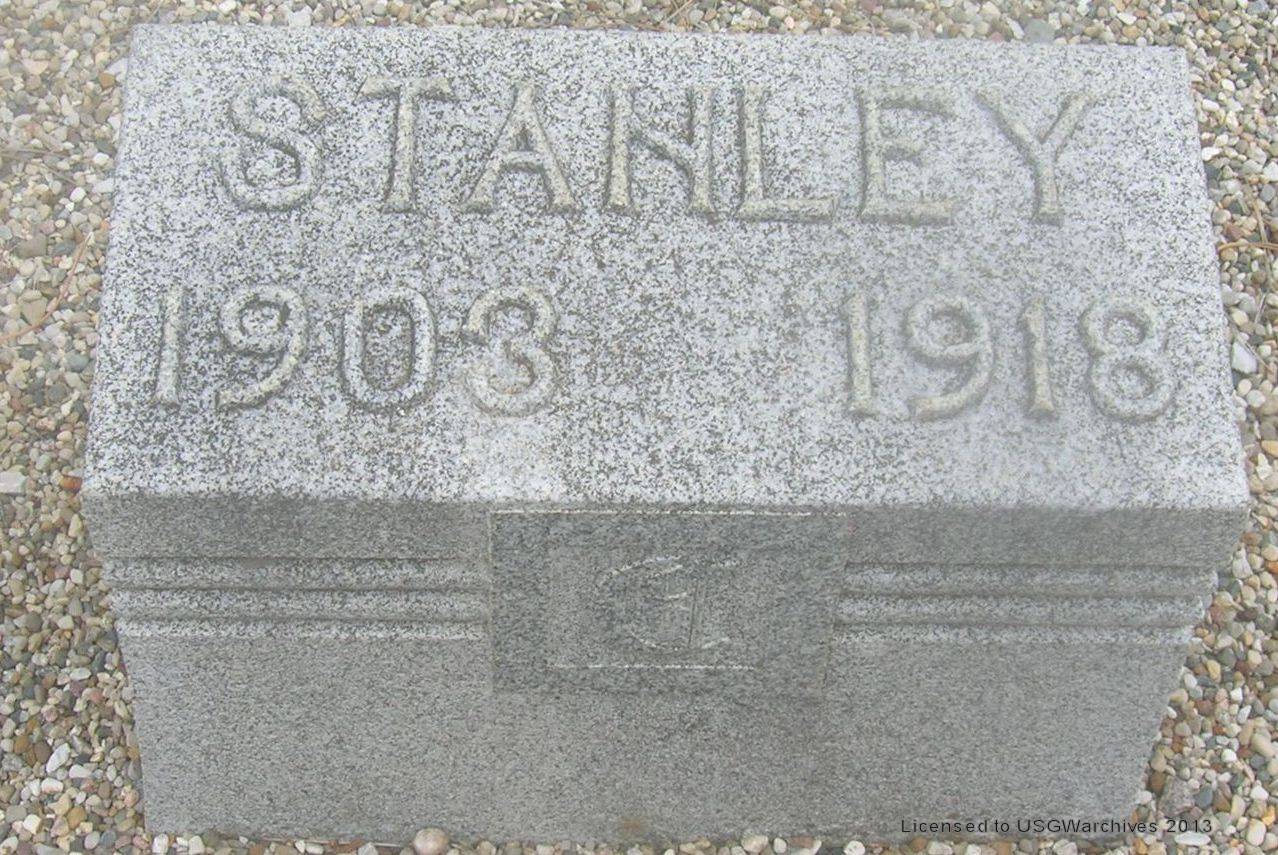 STANLEY
1903 1918
Licensed to USGWarchives 2013